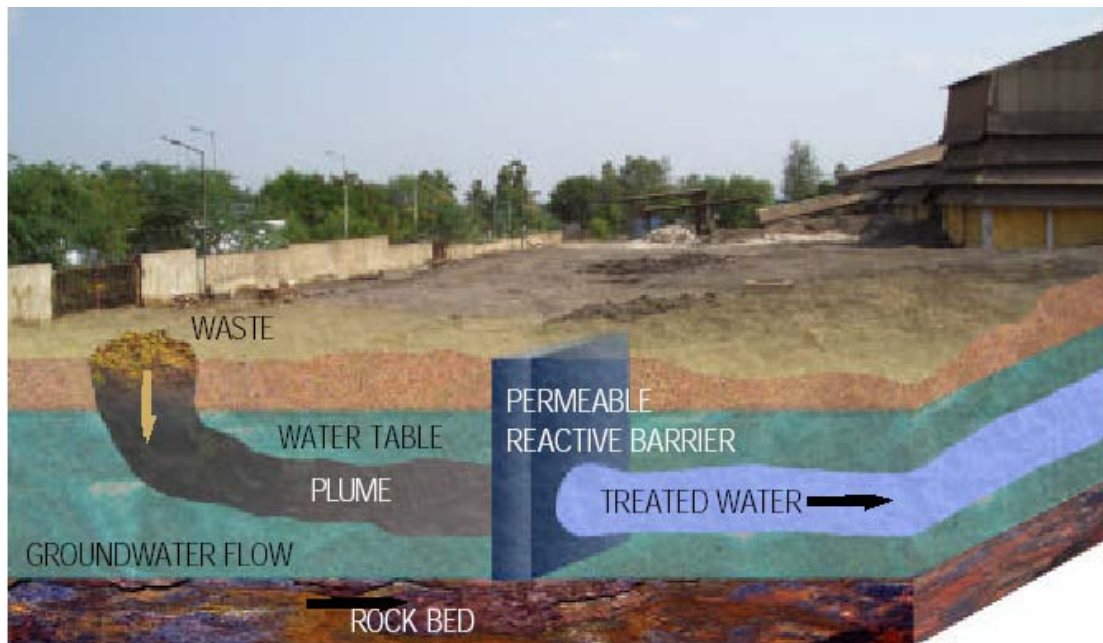 WASTE
PERMEABLE
REACTIVE BARRIER
WATER TABLE
PLUME
TREATED WATER
GROUNDWATER FLOW
ROCK BED